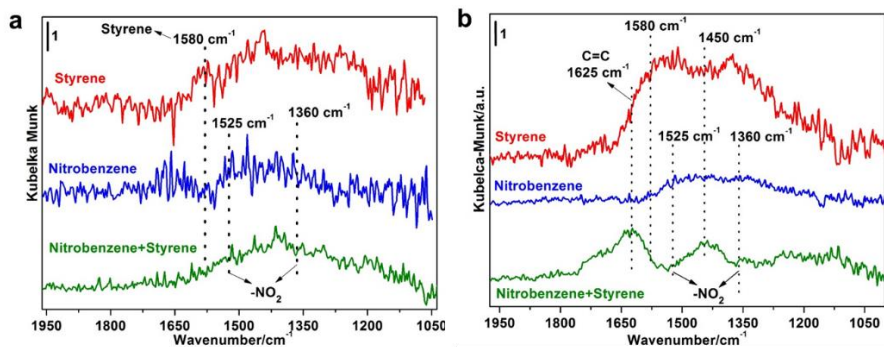 a
1
Styrene
1580 cm⁻¹
Styrene
1525 cm⁻¹
1360 cm⁻¹
Nitrobenzene
Nitrobenzene+Styrene
-NO₂
Kubelka Munk
1950 1800 1650 1500 1350 1200 1050
Wavenumber/cm⁻¹
b
1
1580 cm⁻¹
1450 cm⁻¹
C=C
1625 cm⁻¹
Styrene
1525 cm⁻¹
1360 cm⁻¹
Nitrobenzene
Nitrobenzene+Styrene
-NO₂
Kubelca-Munk/a.u.
1950 1800 1650 1500 1350 1200 1050
Wavenumber/cm⁻¹